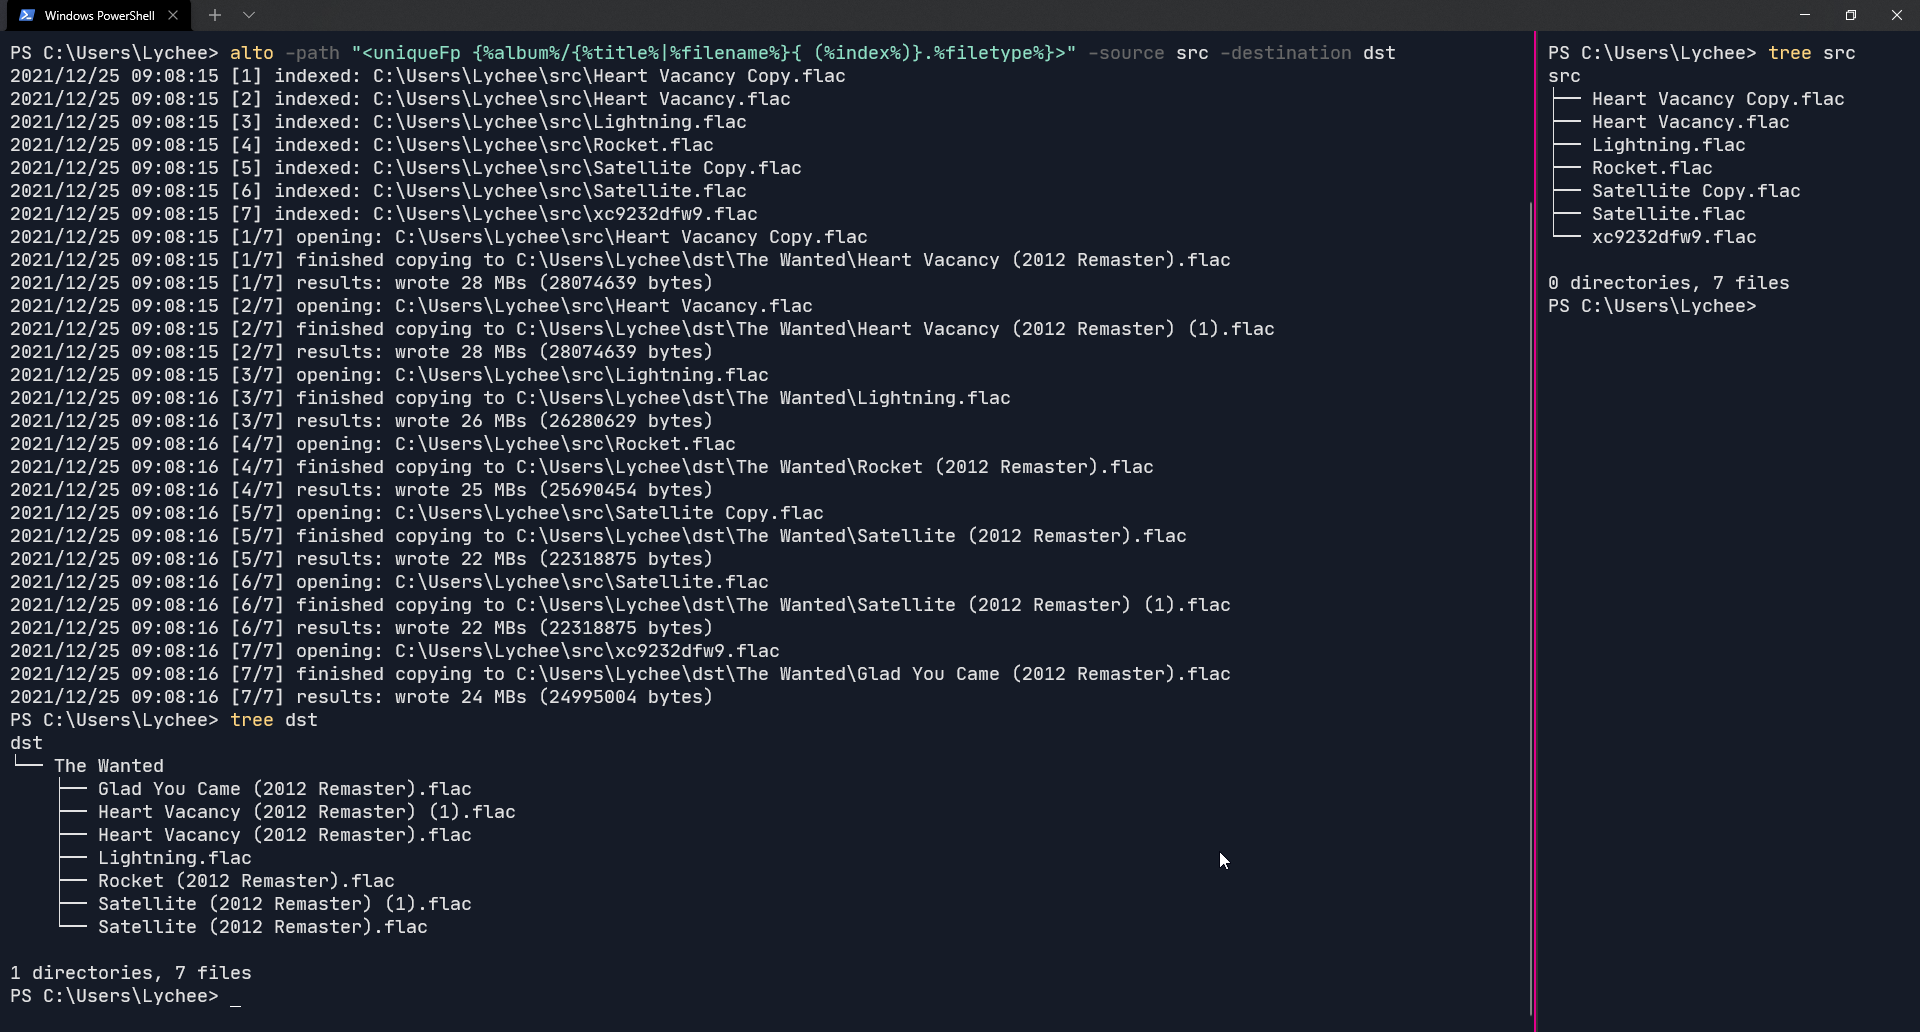 Windows PowerShell
PS C:\Users\Lychee> alto -path "<uniqueFp {%album%/{%title%|%filename%}{ (%index%)}.%filetype%}>" -source src -destination dst
2021/12/25 09:08:15 [1] indexed: C:\Users\Lychee\src\Heart Vacancy Copy.flac
2021/12/25 09:08:15 [2] indexed: C:\Users\Lychee\src\Heart Vacancy.flac
2021/12/25 09:08:15 [3] indexed: C:\Users\Lychee\src\Lightning.flac
2021/12/25 09:08:15 [4] indexed: C:\Users\Lychee\src\Rocket.flac
2021/12/25 09:08:15 [5] indexed: C:\Users\Lychee\src\Satellite Copy.flac
2021/12/25 09:08:15 [6] indexed: C:\Users\Lychee\src\Satellite.flac
2021/12/25 09:08:15 [7] indexed: C:\Users\Lychee\src\xc9232dfw9.flac
2021/12/25 09:08:15 [1/7] opening: C:\Users\Lychee\src\Heart Vacancy Copy.flac
2021/12/25 09:08:15 [1/7] finished copying to C:\Users\Lychee\dst\The Wanted\Heart Vacancy (2012 Remaster).flac
2021/12/25 09:08:15 [1/7] results: wrote 28 MBs (28074639 bytes)
2021/12/25 09:08:15 [2/7] opening: C:\Users\Lychee\src\Heart Vacancy.flac
2021/12/25 09:08:15 [2/7] finished copying to C:\Users\Lychee\dst\The Wanted\Heart Vacancy (2012 Remaster) (1).flac
2021/12/25 09:08:15 [2/7] results: wrote 28 MBs (28074639 bytes)
2021/12/25 09:08:15 [3/7] opening: C:\Users\Lychee\src\Lightning.flac
2021/12/25 09:08:16 [3/7] finished copying to C:\Users\Lychee\dst\The Wanted\Lightning.flac
2021/12/25 09:08:16 [3/7] results: wrote 26 MBs (26280629 bytes)
2021/12/25 09:08:16 [4/7] opening: C:\Users\Lychee\src\Rocket.flac
2021/12/25 09:08:16 [4/7] finished copying to C:\Users\Lychee\dst\The Wanted\Rocket (2012 Remaster).flac
2021/12/25 09:08:16 [4/7] results: wrote 25 MBs (25690454 bytes)
2021/12/25 09:08:16 [5/7] opening: C:\Users\Lychee\src\Satellite Copy.flac
2021/12/25 09:08:16 [5/7] finished copying to C:\Users\Lychee\dst\The Wanted\Satellite (2012 Remaster).flac
2021/12/25 09:08:16 [5/7] results: wrote 22 MBs (22318875 bytes)
2021/12/25 09:08:16 [6/7] opening: C:\Users\Lychee\src\Satellite.flac
2021/12/25 09:08:16 [6/7] finished copying to C:\Users\Lychee\dst\The Wanted\Satellite (2012 Remaster) (1).flac
2021/12/25 09:08:16 [6/7] results: wrote 22 MBs (22318875 bytes)
2021/12/25 09:08:16 [7/7] opening: C:\Users\Lychee\src\xc9232dfw9.flac
2021/12/25 09:08:16 [7/7] finished copying to C:\Users\Lychee\dst\The Wanted\Glad You Came (2012 Remaster).flac
2021/12/25 09:08:16 [7/7] results: wrote 24 MBs (24995004 bytes)
PS C:\Users\Lychee> tree dst
dst
└── The Wanted
    ├── Glad You Came (2012 Remaster).flac
    ├── Heart Vacancy (2012 Remaster) (1).flac
    ├── Heart Vacancy (2012 Remaster).flac
    ├── Lightning.flac
    ├── Rocket (2012 Remaster).flac
    ├── Satellite (2012 Remaster) (1).flac
    └── Satellite (2012 Remaster).flac
1 directories, 7 files
PS C:\Users\Lychee> _
PS C:\Users\Lychee> tree src
src
├── Heart Vacancy Copy.flac
├── Heart Vacancy.flac
├── Lightning.flac
├── Rocket.flac
├── Satellite Copy.flac
├── Satellite.flac
└── xc9232dfw9.flac
0 directories, 7 files
PS C:\Users\Lychee>